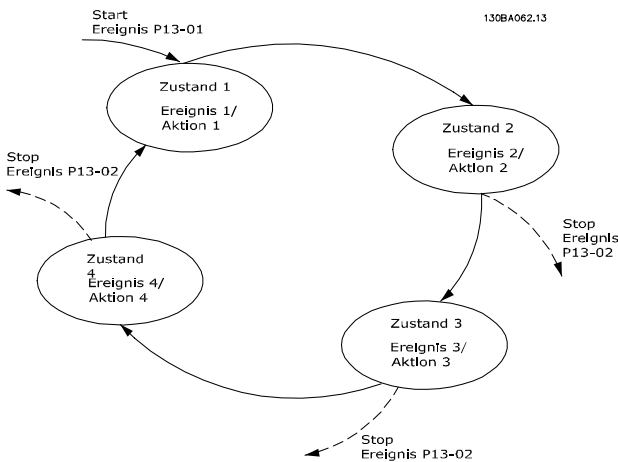 Start
Ereignis P13-01
130BA062.13
Zustand 1
Ereignis 1/
Aktion 1
Zustand 2
Ereignis 2/
Aktion 2
Stop
Ereignis P13-02
Stop
Ereignis
P13-02
Zustand
4
Ereignis 4/
Aktion 4
Zustand 3
Ereignis 3/
Aktion 3
Stop
Ereignis P13-02